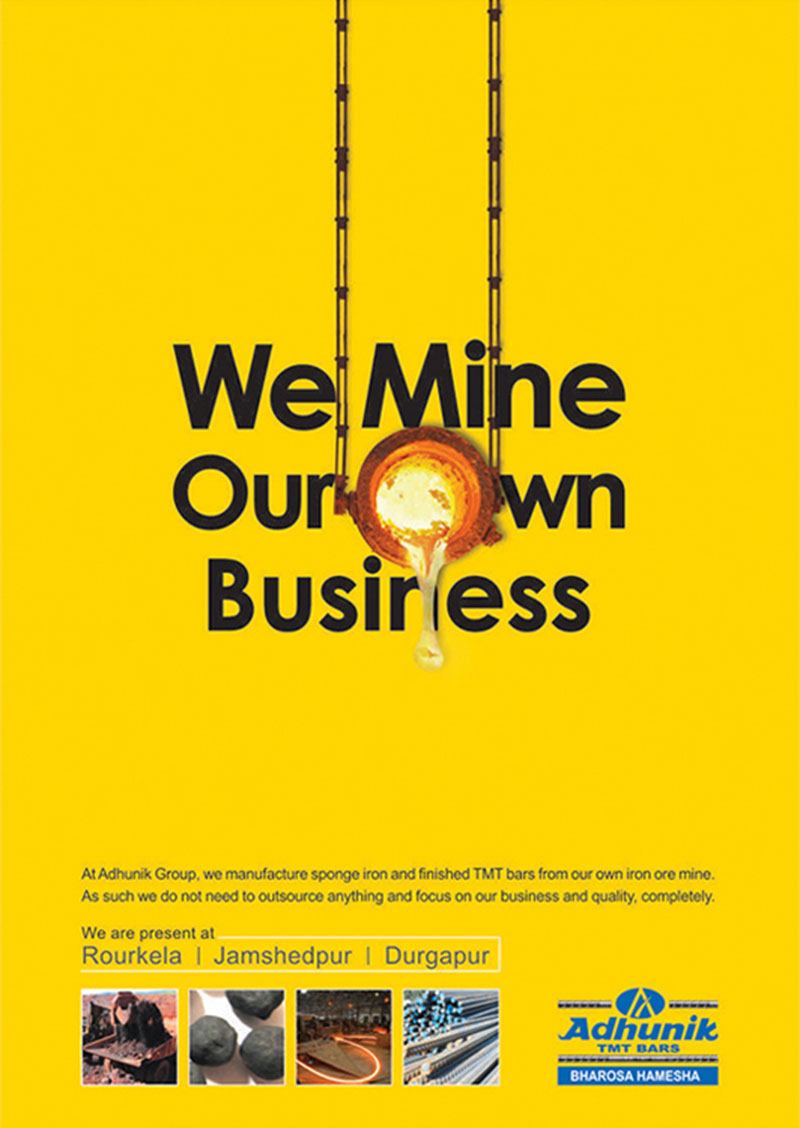 We Mine
Our Own
Business
At Adhunik Group, we manufacture sponge iron and finished TMT bars from our own iron ore mine.
As such we do not need to outsource anything and focus on our business and quality, completely.
We are present at
Rourkela | Jamshedpur | Durgapur
Adhunik
TMT BARS
BHAROSA HAMESHA